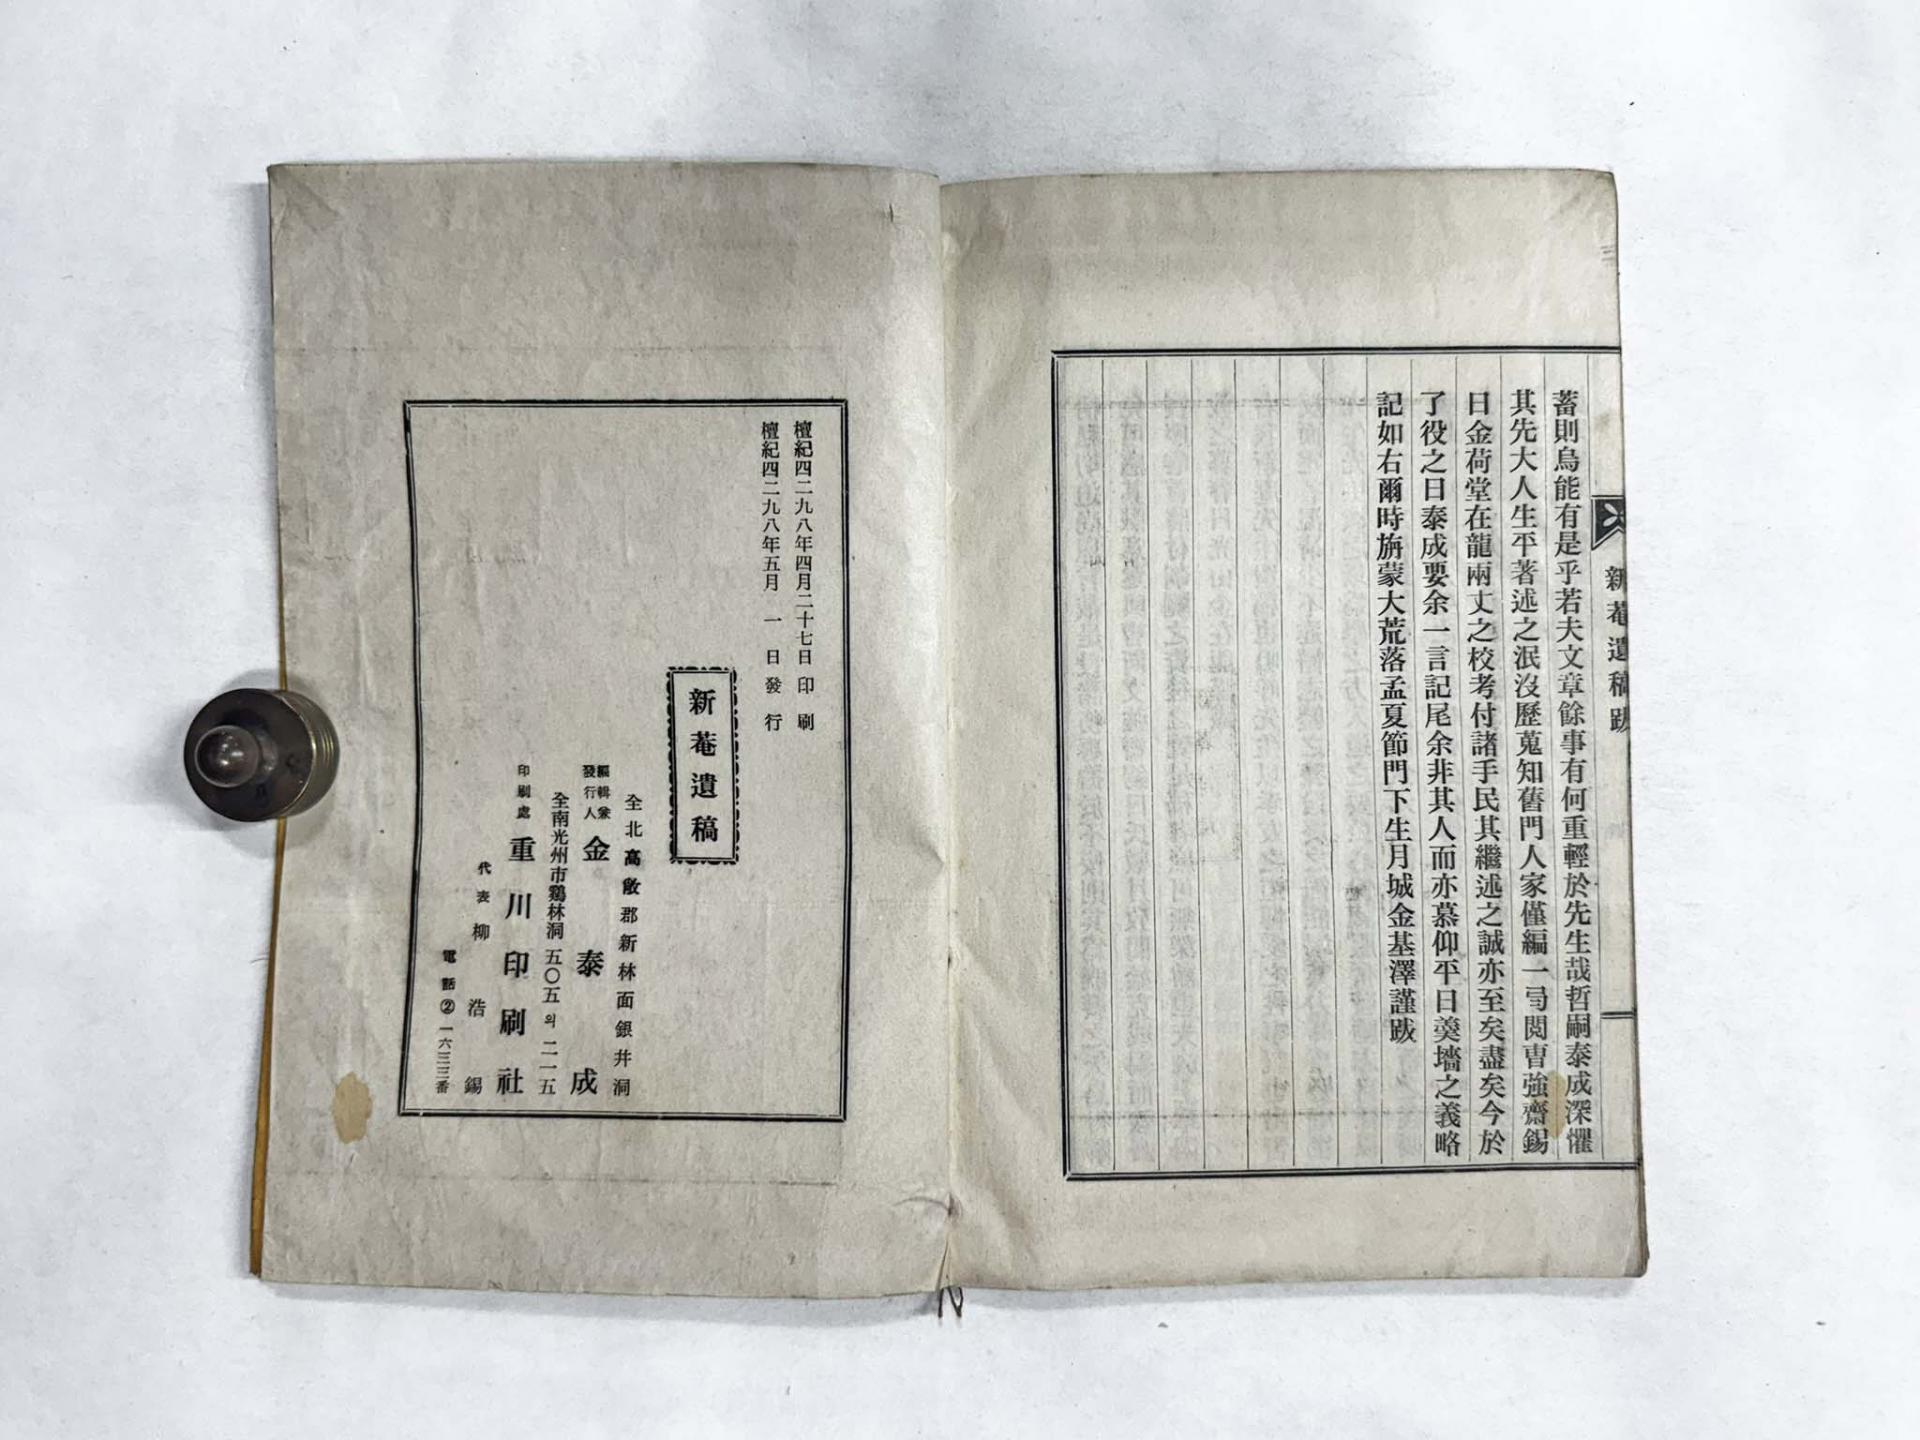 新菴遺稿跋
蓄則烏能有是乎若夫文章餘事有何重輕於先生哉哲嗣泰成深懼
其先大人生平著述之泯沒歷蒐知舊門人家僅編一弓閱曺強齋錫
日金荷堂在龍兩丈之校考付諸手民其繼述之誠亦至矣盡矣今於
了役之日泰成要余一言記尾余非其人而亦慕仰平日羹墻之義略
記如右爾時旃蒙大荒落孟夏節門下生月城金基澤謹跋
檀紀四二九八年四月二十七日印刷
檀紀四二九八年五月一日發行
新菴遺稿
全北高敞郡新林面銀井洞
編輯兼發行人 金泰成
全南光州市鷄林洞五〇五의二一五
印刷處 重川印刷社
代表 柳浩錫
電話②一六三三番